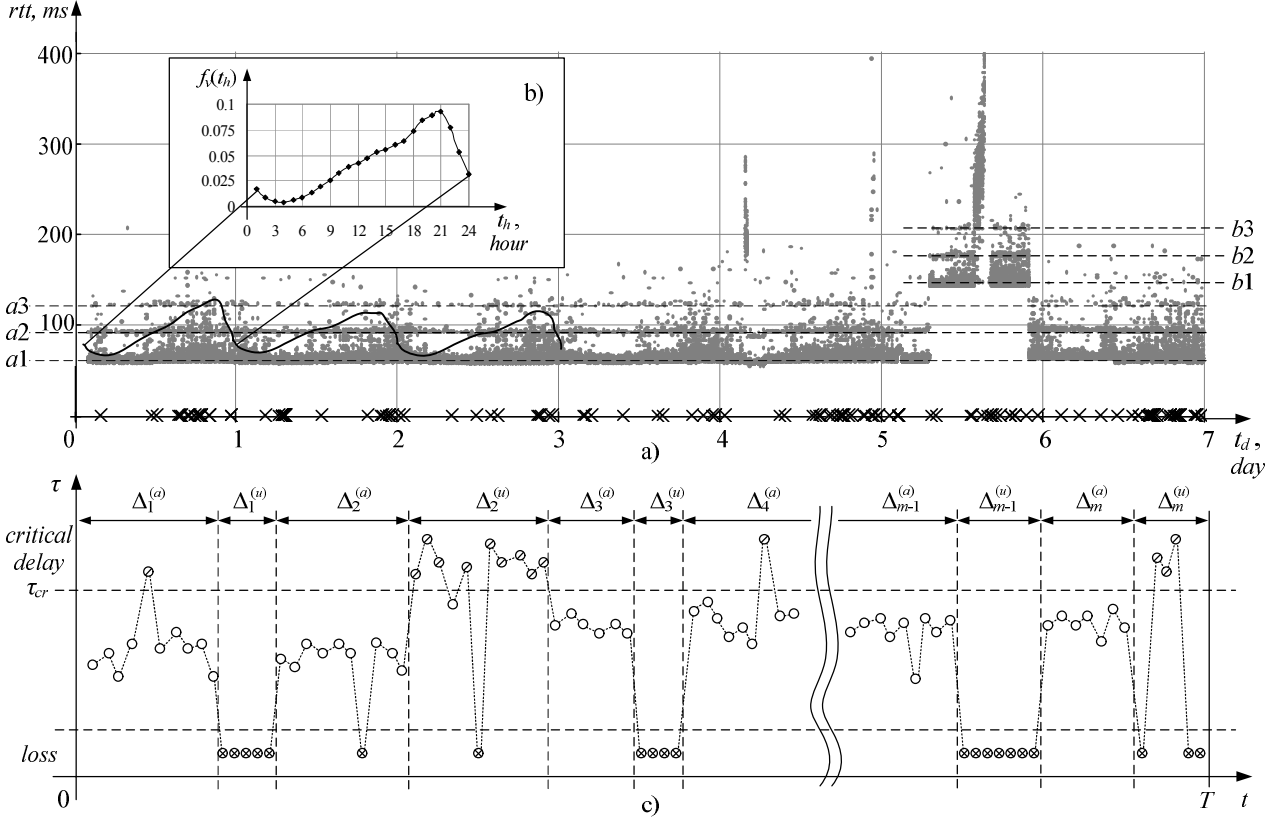 rtt, ms
400
300
200
100
a3
a2
a1
b3
b2
b1
f_v(t_h)
b)
0.1
0.075
0.05
0.025
0
0 3 6 9 12 15 18 21 24
t_h ,
hour
0 1 2 3 4 5 6 7
t_d ,
day
a)
τ
Δ_1^(a) Δ_1^(u) Δ_2^(a) Δ_2^(u) Δ_3^(a) Δ_3^(u) Δ_4^(a) Δ_{m-1}^(a) Δ_{m-1}^(u) Δ_m^(a) Δ_m^(u)
critical
delay
τ_cr
loss
0
T
t
c)